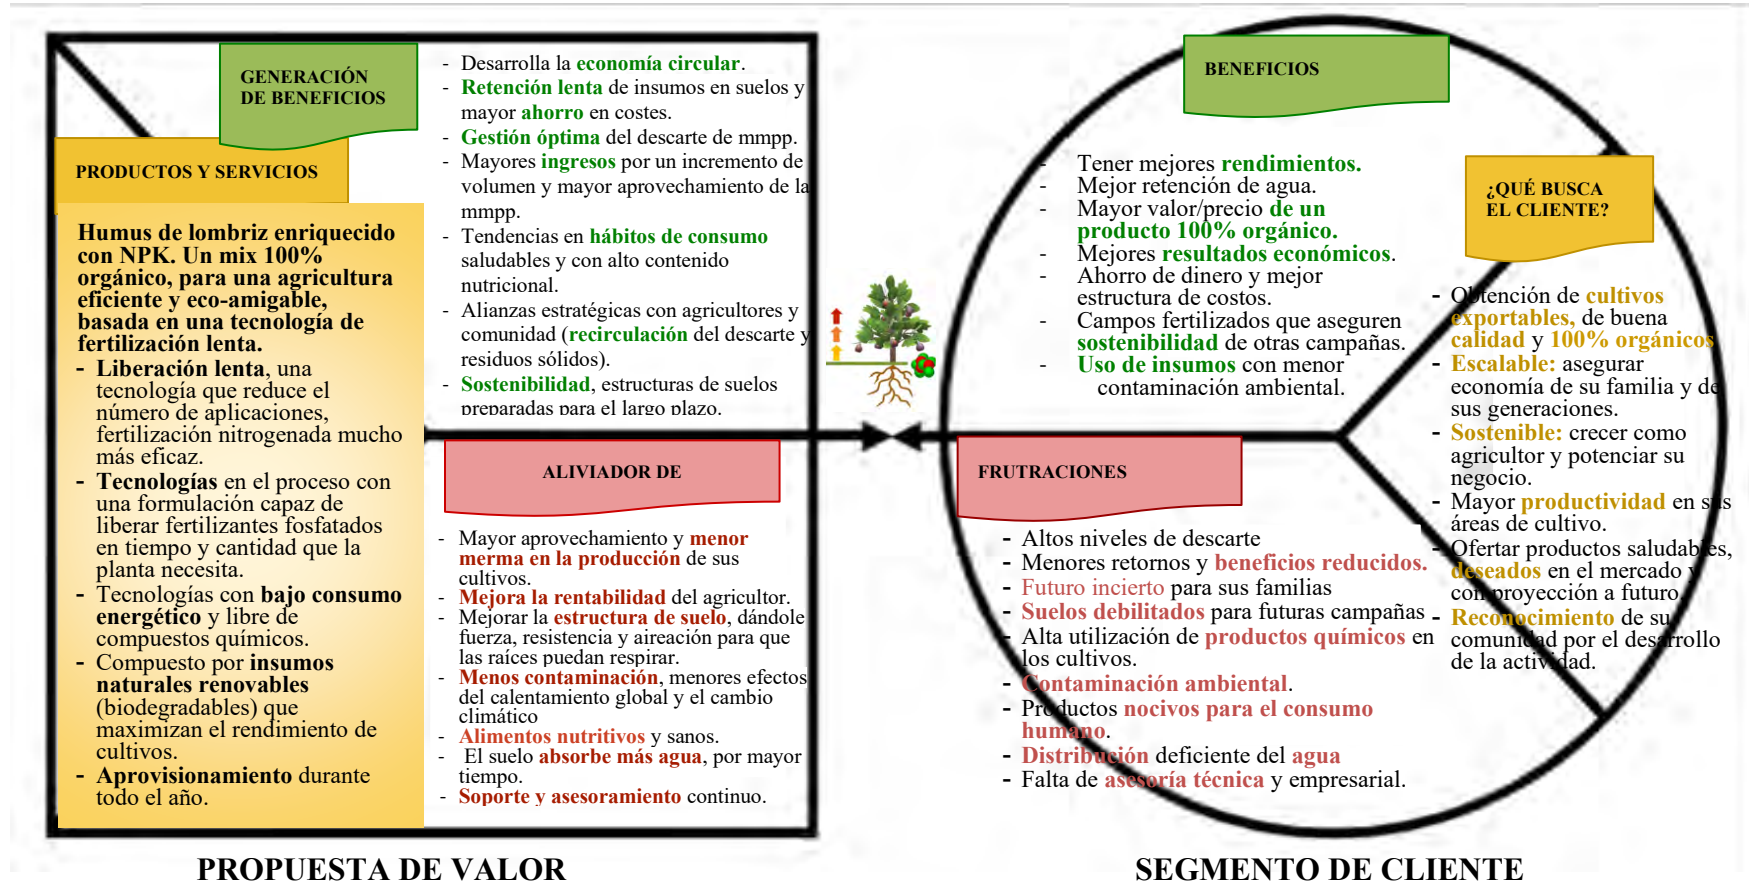 GENERACIÓN
DE BENEFICIOS
- Desarrolla la economía circular.
- Retención lenta de insumos en suelos y
mayor ahorro en costes.
- Gestión óptima del descarte de mmpp.
- Mayores ingresos por un incremento de
volumen y mayor aprovechamiento de la
mmpp.
- Tendencias en hábitos de consumo
saludables y con alto contenido
nutricional.
- Alianzas estratégicas con agricultores y
comunidad (recirculación del descarte y
residuos sólidos).
- Sostenibilidad, estructuras de suelos
preparadas para el largo plazo.
PRODUCTOS Y SERVICIOS
Humus de lombriz enriquecido
con NPK. Un mix 100%
orgánico, para una agricultura
eficiente y eco-amigable,
basada en una tecnología de
fertilización lenta.
- Liberación lenta, una
tecnología que reduce el
número de aplicaciones,
fertilización nitrogenada mucho
más eficaz.
- Tecnologías en el proceso con
una formulación capaz de
liberar fertilizantes fosfatados
en tiempo y cantidad que la
planta necesita.
- Tecnologías con bajo consumo
energético y libre de
compuestos químicos.
- Compuesto por insumos
naturales renovables
(biodegradables) que
maximizan el rendimiento de
cultivos.
- Aprovisionamiento durante
todo el año.
ALIVIADOR DE
- Mayor aprovechamiento y menor
merma en la producción de sus
cultivos.
- Mejora la rentabilidad del agricultor.
- Mejorar la estructura de suelo, dándole
fuerza, resistencia y aireación para que
las raíces puedan respirar.
- Menos contaminación, menores efectos
del calentamiento global y el cambio
climático
- Alimentos nutritivos y sanos.
- El suelo absorbe más agua, por mayor
tiempo.
- Soporte y asesoramiento continuo.
PROPUESTA DE VALOR
BENEFICIOS
- Tener mejores rendimientos.
- Mejor retención de agua.
- Mayor valor/precio de un
producto 100% orgánico.
- Mejores resultados económicos.
- Ahorro de dinero y mejor
estructura de costos.
- Campos fertilizados que aseguren
sostenibilidad de otras campañas.
- Uso de insumos con menor
contaminación ambiental.
¿QUÉ BUSCA
EL CLIENTE?
- Obtención de cultivos
exportables, de buena
calidad y 100% orgánicos
- Escalable: asegurar
economía de su familia y de
sus generaciones.
- Sostenible: crecer como
agricultor y potenciar su
negocio.
- Mayor productividad en sus
áreas de cultivo.
- Ofertar productos saludables,
deseados en el mercado y
con proyección a futuro.
- Reconocimiento de su
comunidad por el desarrollo
de la actividad.
FRUTRACIONES
- Altos niveles de descarte
- Menores retornos y beneficios reducidos.
- Futuro incierto para sus familias
- Suelos debilitados para futuras campañas
- Alta utilización de productos químicos en
los cultivos.
- Contaminación ambiental.
- Productos nocivos para el consumo
humano.
- Distribución deficiente del agua
- Falta de asesoría técnica y empresarial.
SEGMENTO DE CLIENTE